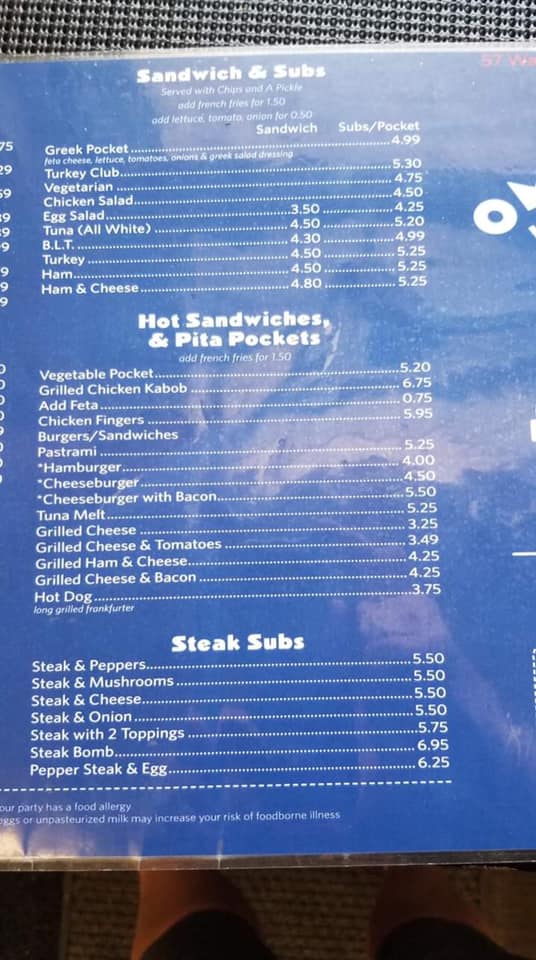 57 Wa
Sandwich & Subs
Served with Chips and A Pickle
add french fries for 1.50
add lettuce, tomato, onion for 0.50
Sandwich Subs/Pocket
Greek Pocket 4.99
feta cheese, lettuce, tomatoes, onions & greek salad dressing
Turkey Club 5.30
Vegetarian 4.75
Chicken Salad 4.50
Egg Salad 3.50 4.25
Tuna (All White) 4.50 5.20
B.L.T. 4.30 4.99
Turkey 4.50 5.25
Ham 4.50 5.25
Ham & Cheese 4.80 5.25
Hot Sandwiches,
& Pita Pockets
add french fries for 1.50
Vegetable Pocket 5.20
Grilled Chicken Kabob 6.75
Add Feta 0.75
Chicken Fingers 5.95
Burgers/Sandwiches
Pastrami 5.25
*Hamburger 4.00
*Cheeseburger 4.50
*Cheeseburger with Bacon 5.50
Tuna Melt 5.25
Grilled Cheese 3.25
Grilled Cheese & Tomatoes 3.49
Grilled Ham & Cheese 4.25
Grilled Cheese & Bacon 4.25
Hot Dog 3.75
long grilled frankfurter
Steak Subs
Steak & Peppers 5.50
Steak & Mushrooms 5.50
Steak & Cheese 5.50
Steak & Onion 5.50
Steak with 2 Toppings 5.75
Steak Bomb 6.95
Pepper Steak & Egg 6.25
our party has a food allergy
eggs or unpasteurized milk may increase your risk of foodborne illness